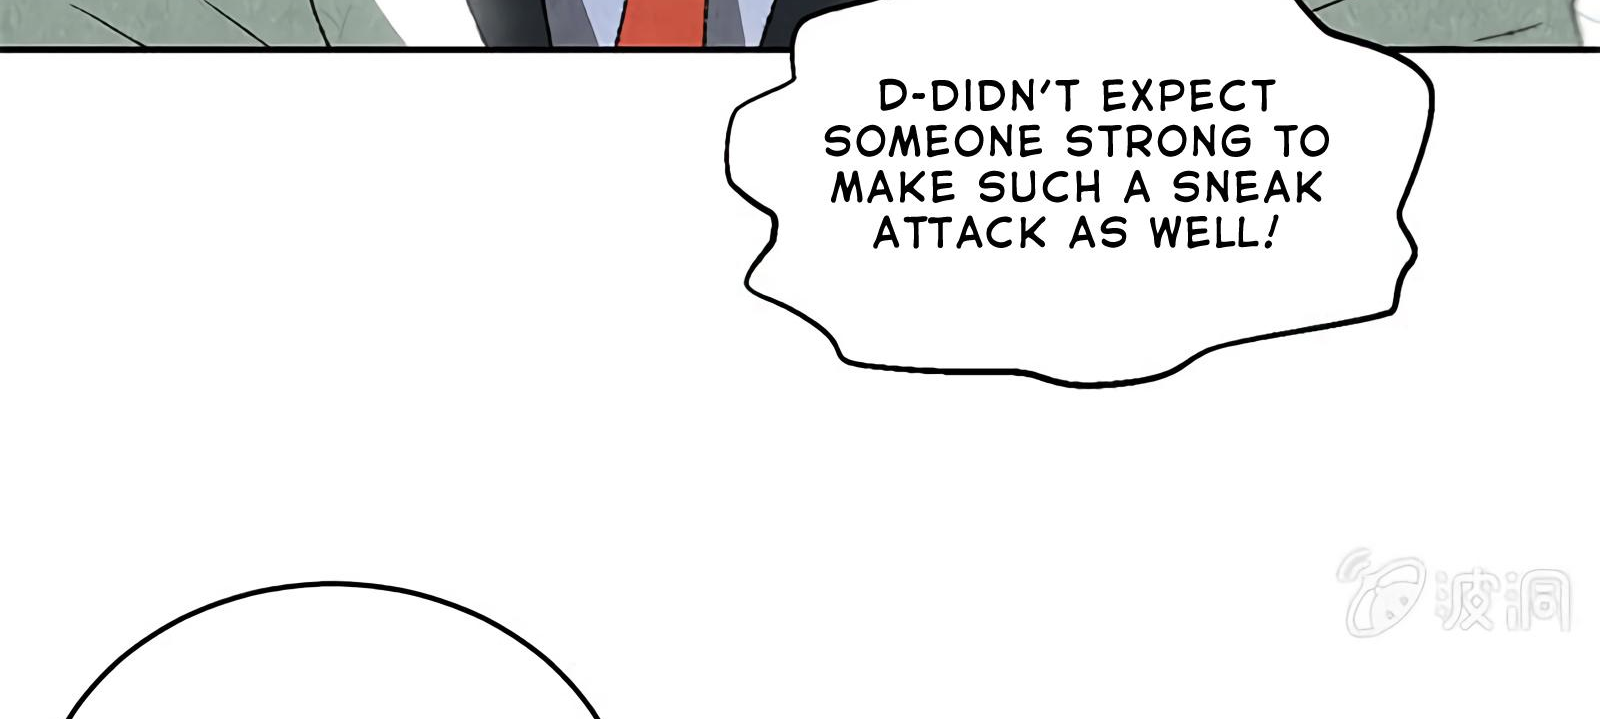 D-DIDN'T EXPECT
SOMEONE STRONG TO
MAKE SUCH A SNEAK
ATTACK AS WELL!
波洞